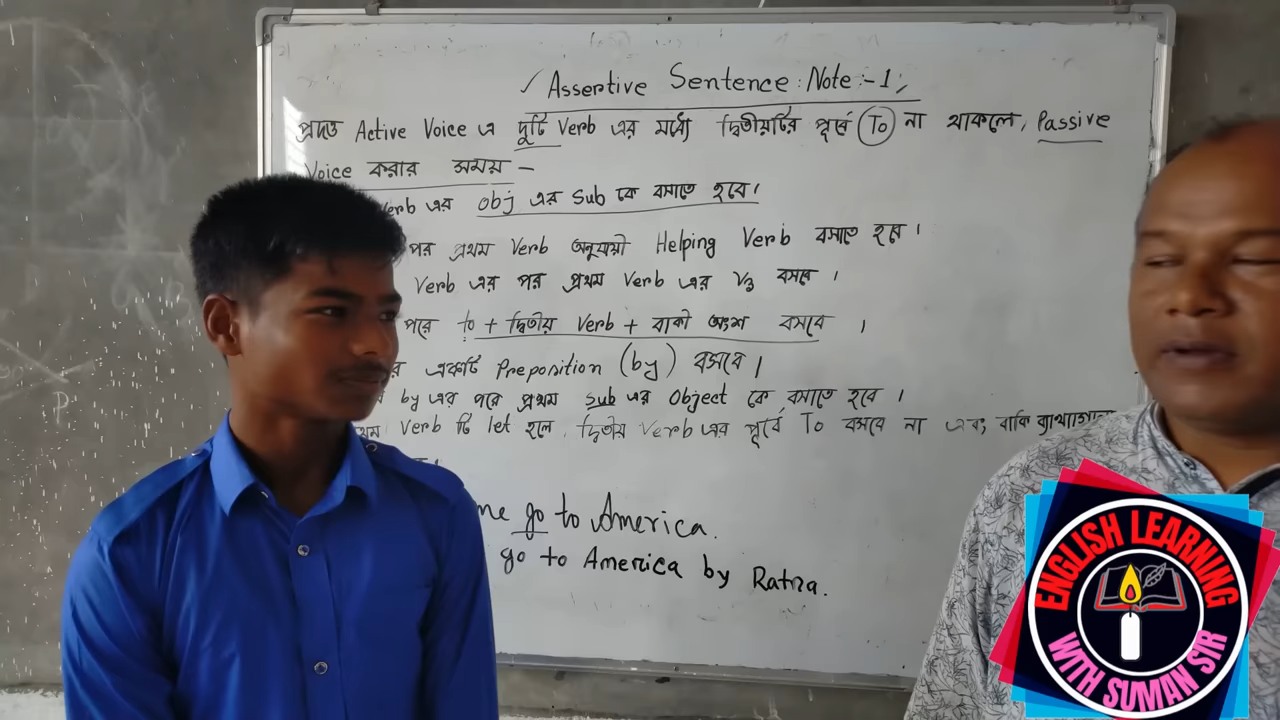 ✓ Assertive Sentence : Note :- 1,
প্রদত্ত Active Voice এ দুটি Verb এর মধ্যে দ্বিতীয়টির পূর্বে To না থাকলে, Passive
Voice করার সময় –
Verb এর obj এর Sub কে বসাতে হবে।
পর প্রথম Verb অনুযায়ী Helping Verb বসাতে হবে ।
Verb এর পর প্রথম Verb এর V3 বসবে ।
পরে to + দ্বিতীয় Verb + বাকী অংশ বসবে ।
একটি Preposition (by) বসবে ।
by এর পরে প্রথম sub এর Object কে বসাতে হবে ।
Verb টি let হলে, দ্বিতীয় Verb এর পূর্বে To বসবে না এবং বাকি
me go to America.
go to America by Ratna.
P
ENGLISH LEARNING
WITH SUMAN SIR